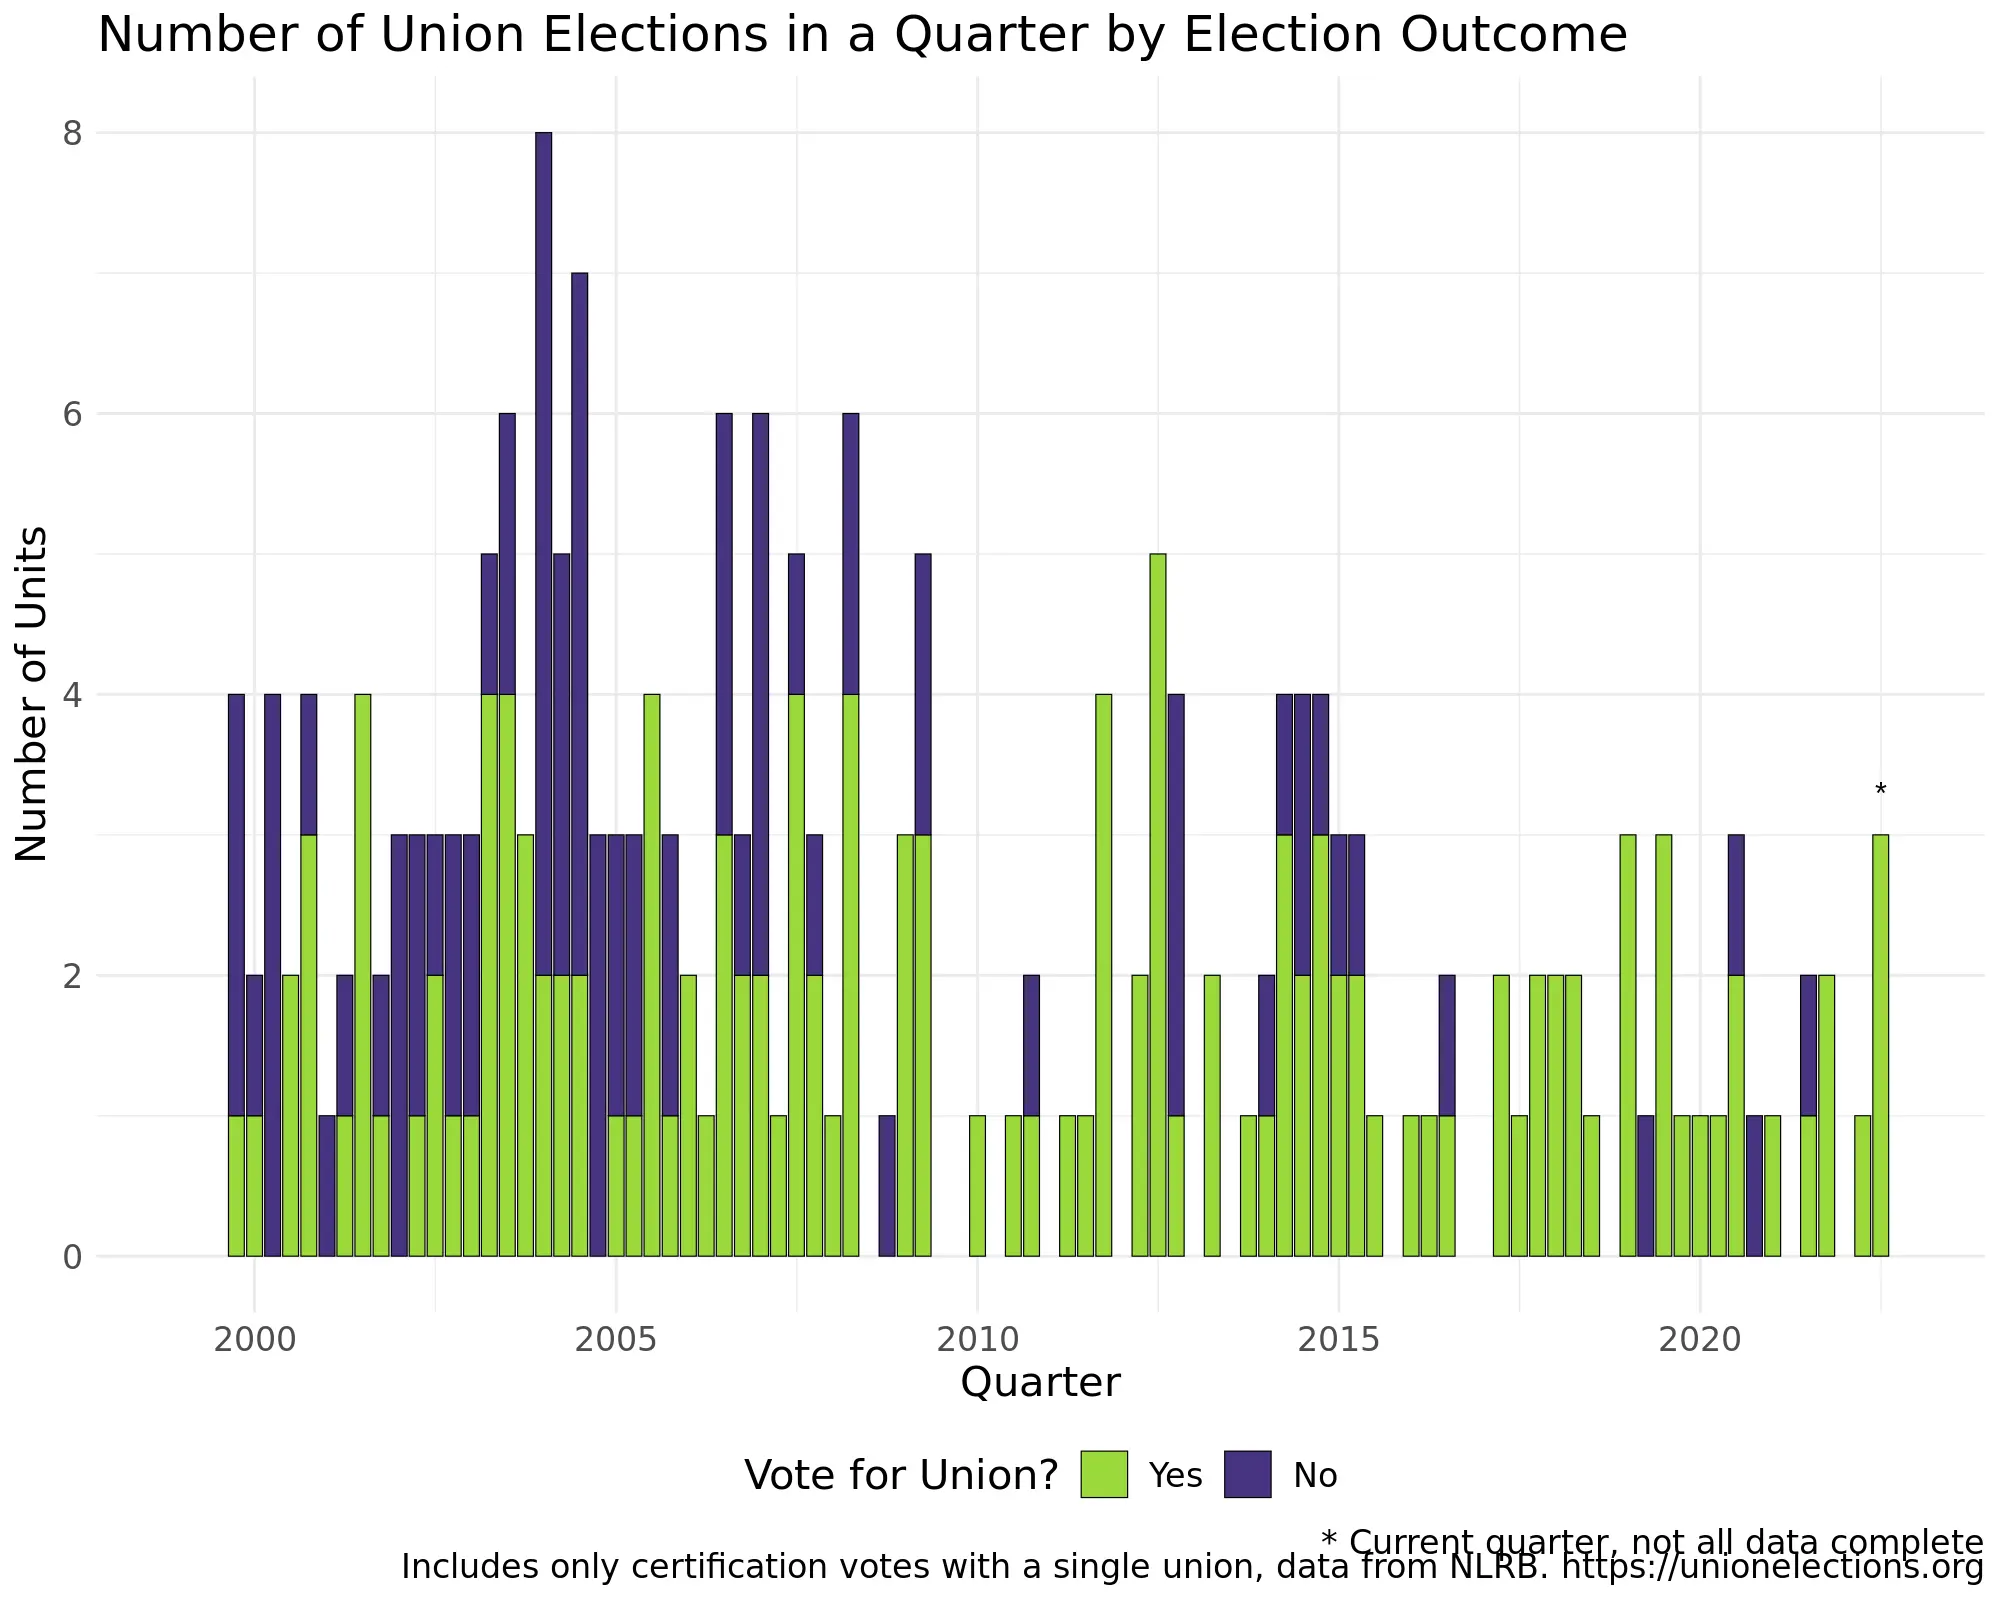 Number of Union Elections in a Quarter by Election Outcome
Number of Units
8
6
4
2
0
*
2000 2005 2010 2015 2020
Quarter
Vote for Union? Yes No
* Current quarter, not all data complete
Includes only certification votes with a single union, data from NLRB. https://unionelections.org